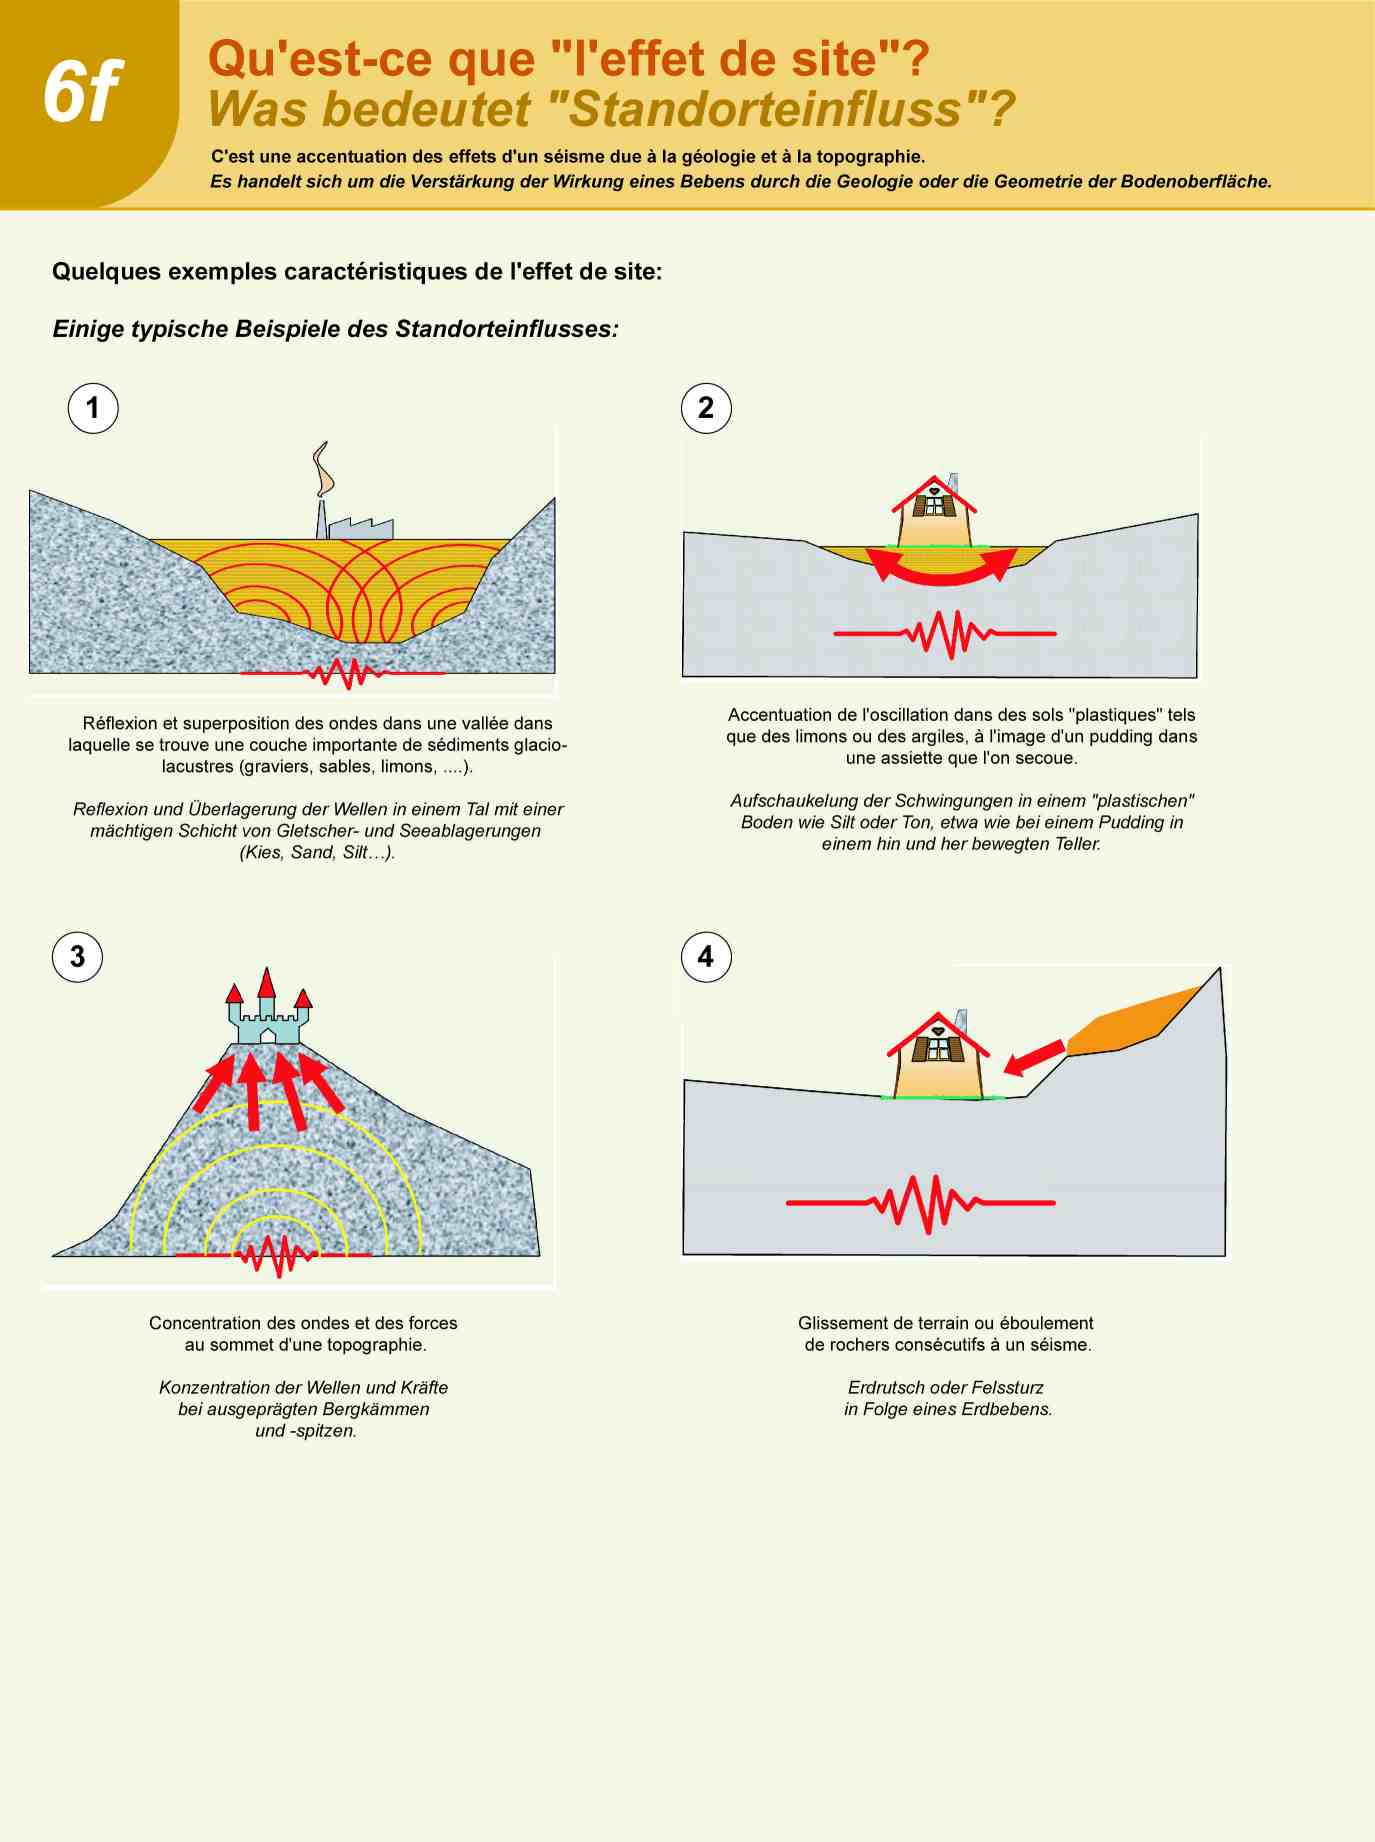 6f
Qu'est-ce que "l'effet de site"?
Was bedeutet "Standorteinfluss"?
C'est une accentuation des effets d'un séisme due à la géologie et à la topographie.
Es handelt sich um die Verstärkung der Wirkung eines Bebens durch die Geologie oder die Geometrie der Bodenoberfläche.
Quelques exemples caractéristiques de l'effet de site:
Einige typische Beispiele des Standorteinflusses:
1
Réflexion et superposition des ondes dans une vallée dans
laquelle se trouve une couche importante de sédiments glacio-
lacustres (graviers, sables, limons, ....).
Reflexion und Überlagerung der Wellen in einem Tal mit einer
mächtigen Schicht von Gletscher- und Seeablagerungen
(Kies, Sand, Silt…).
2
Accentuation de l'oscillation dans des sols "plastiques" tels
que des limons ou des argiles, à l'image d'un pudding dans
une assiette que l'on secoue.
Aufschaukelung der Schwingungen in einem "plastischen"
Boden wie Silt oder Ton, etwa wie bei einem Pudding in
einem hin und her bewegten Teller.
3
Concentration des ondes et des forces
au sommet d'une topographie.
Konzentration der Wellen und Kräfte
bei ausgeprägten Bergkämmen
und -spitzen.
4
Glissement de terrain ou éboulement
de rochers consécutifs à un séisme.
Erdrutsch oder Felssturz
in Folge eines Erdbebens.